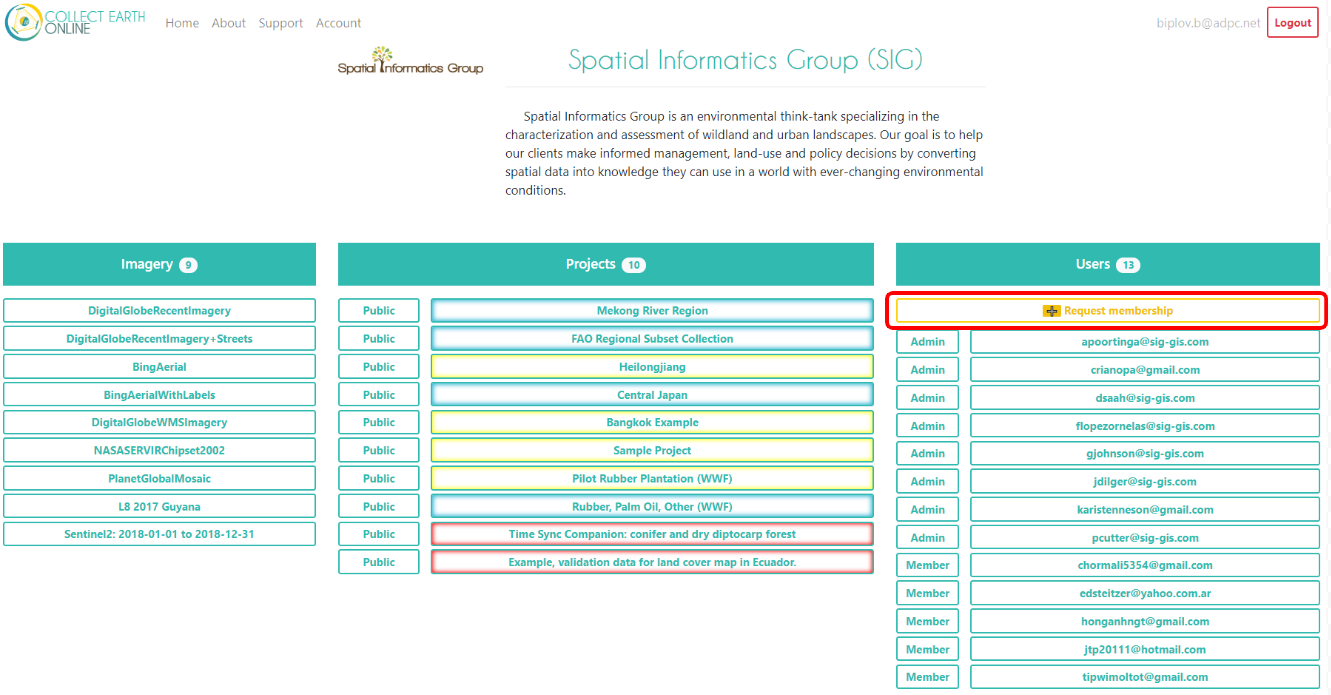 COLLECT EARTH
ONLINE
Home About Support Account
biplov.b@adpc.net Logout
Spatial Informatics Group
Spatial Informatics Group (SIG)
Spatial Informatics Group is an environmental think-tank specializing in the
characterization and assessment of wildland and urban landscapes. Our goal is to help
our clients make informed management, land-use and policy decisions by converting
spatial data into knowledge they can use in a world with ever-changing environmental
conditions.
Imagery 9
DigitalGlobeRecentImagery
DigitalGlobeRecentImagery+Streets
BingAerial
BingAerialWithLabels
DigitalGlobeWMSImagery
NASASERVIRChipset2002
PlanetGlobalMosaic
L8 2017 Guyana
Sentinel2: 2018-01-01 to 2018-12-31
Projects 10
Public Mekong River Region
Public FAO Regional Subset Collection
Public Heilongjiang
Public Central Japan
Public Bangkok Example
Public Sample Project
Public Pilot Rubber Plantation (WWF)
Public Rubber, Palm Oil, Other (WWF)
Public Time Sync Companion: conifer and dry diptocarp forest
Public Example, validation data for land cover map in Ecuador.
Users 13
Request membership
Admin apoortinga@sig-gis.com
Admin crianopa@gmail.com
Admin dsaah@sig-gis.com
Admin flopezornelas@sig-gis.com
Admin gjohnson@sig-gis.com
Admin jdilger@sig-gis.com
Admin karistenneson@gmail.com
Admin pcutter@sig-gis.com
Member chormali5354@gmail.com
Member edsteitzer@yahoo.com.ar
Member honganhngt@gmail.com
Member jtp20111@hotmail.com
Member tipwimoltot@gmail.com